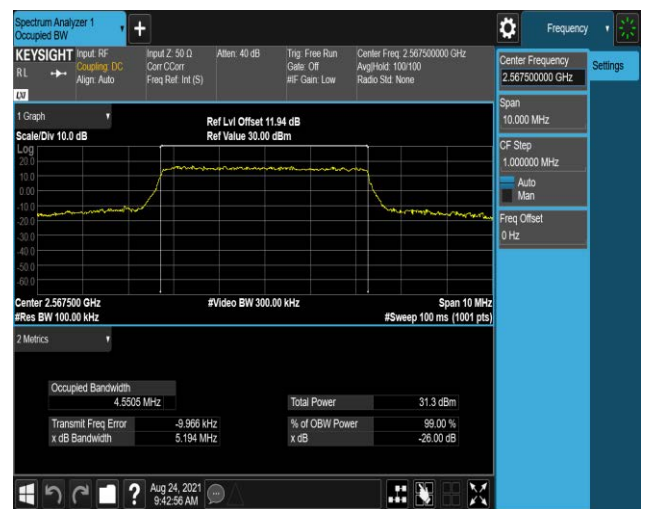 Spectrum Analyzer 1
Occupied BW
+
Frequency
KEYSIGHT
RL
LXI
Input: RF
Coupling: DC
Align: Auto
Input Z: 50 Ω
Corr CCorr
Freq Ref: Int (S)
Atten: 40 dB
Trig: Free Run
Gate: Off
#IF Gain: Low
Center Freq: 2.567500000 GHz
Avg|Hold: 100/100
Radio Std: None
Center Frequency
2.567500000 GHz
Settings
Span
10.000 MHz
CF Step
1.000000 MHz
Auto
Man
Freq Offset
0 Hz
1 Graph
Scale/Div 10.0 dB
Ref Lvl Offset 11.94 dB
Ref Value 30.00 dBm
Log
20.0
10.0
0.00
-10.0
-20.0
-30.0
-40.0
-50.0
-60.0
Center 2.567500 GHz
#Video BW 300.00 kHz
Span 10 MHz
#Res BW 100.00 kHz
#Sweep 100 ms (1001 pts)
2 Metrics
Occupied Bandwidth
4.5505 MHz
Total Power 31.3 dBm
Transmit Freq Error -9.966 kHz
% of OBW Power 99.00 %
x dB Bandwidth 5.194 MHz
x dB -26.00 dB
?
Aug 24, 2021
9:42:56 AM